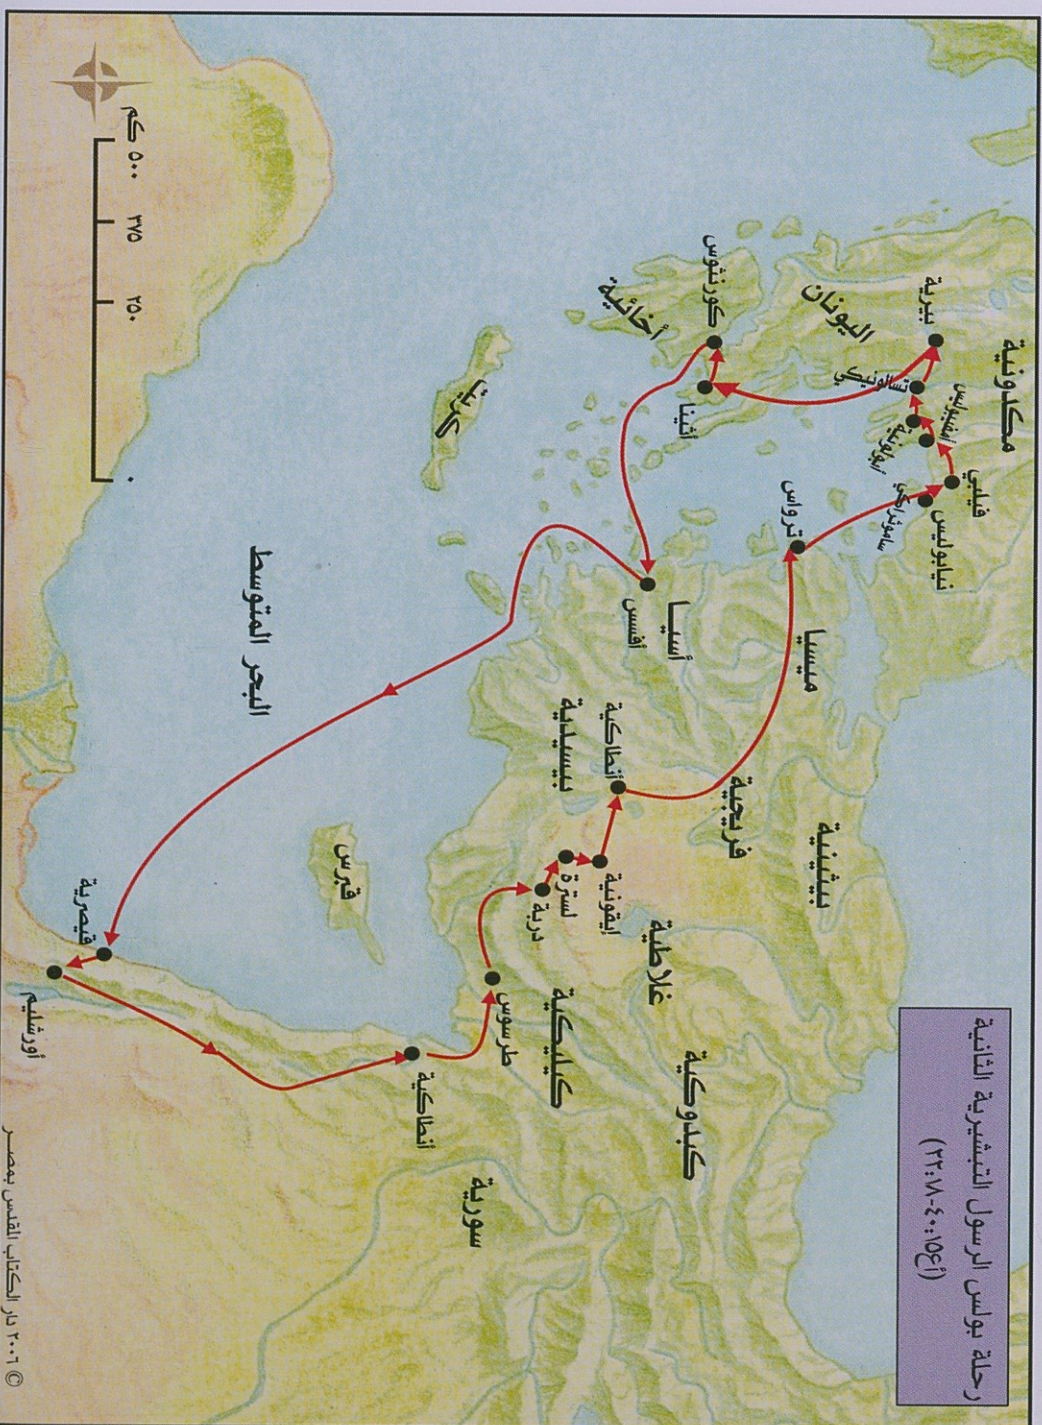 رحلة بولس الرسول التبشيرية الثانية
(أع١٥:٤٠-١٨:٢٢)
مكدونية
فيلبي
نيابوليس
أمفيبوليس
ساموثراكي
أبولونية
تسالونيكي
بيرية
اليونان
ترواس
ميسيا
بيثينية
فريجية
كورنثوس
أثينا
أخائية
أسيا
أفسس
أنطاكية
بيسيدية
إيقونية
لسترة
دربة
غلاطية
كبدوكية
كيليكية
طرسوس
كريت
أنطاكية
سورية
قبرس
البحر المتوسط
قيصرية
أورشليم
٥٠٠ كم
٣٧٥
٢٥٠
٠
© ٢٠٠٦ دار الكتاب المقدس بمصر